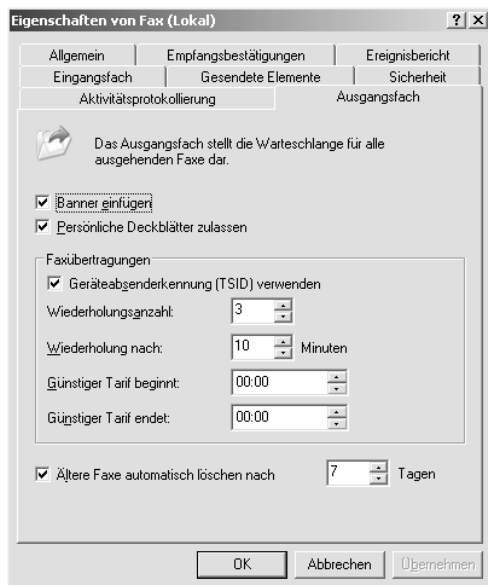 Eigenschaften von Fax (Lokal)
Allgemein Empfangsbestätigungen Ereignisbericht
Eingangsfach Gesendete Elemente Sicherheit
Aktivitätsprotokollierung Ausgangsfach
Das Ausgangsfach stellt die Warteschlange für alle
ausgehenden Faxe dar.
Banner einfügen
Persönliche Deckblätter zulassen
Faxübertragungen
Geräteabsenderkennung (TSID) verwenden
Wiederholungsanzahl: 3
Wiederholung nach: 10 Minuten
Günstiger Tarif beginnt: 00:00
Günstiger Tarif endet: 00:00
Ältere Faxe automatisch löschen nach 7 Tagen
OK Abbrechen Übernehmen